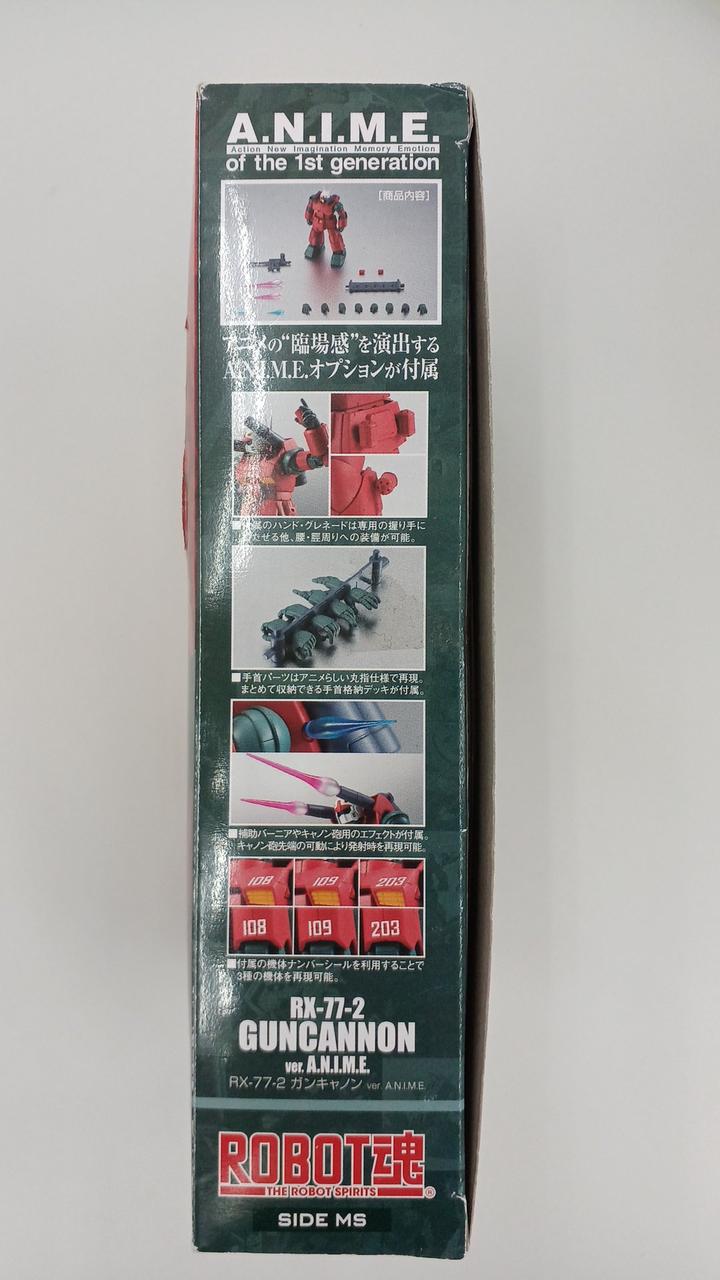 A.N.I.M.E.
Action New Imagination Memory Emotion
of the 1st generation
[商品内容]
アニメの“臨場感”を演出する
A.N.I.M.E.オプションが付属
■付属のハンド・グレネードは専用の握り手に
持たせる他、腰・脛周りへの装備が可能。
■手首パーツはアニメらしい丸指仕様で再現。
まとめて収納できる手首格納デッキが付属。
■補助バーニアやキャノン砲用のエフェクトが付属。
キャノン砲先端の可動により発射時を再現可能。
108 109 203
108 109 203
■付属の機体ナンバーシールを利用することで
3種の機体を再現可能。
RX-77-2
GUNCANNON
ver. A.N.I.M.E.
RX-77-2 ガンキャノン ver. A.N.I.M.E.
ROBOT魂
THE ROBOT SPIRITS ®
SIDE MS